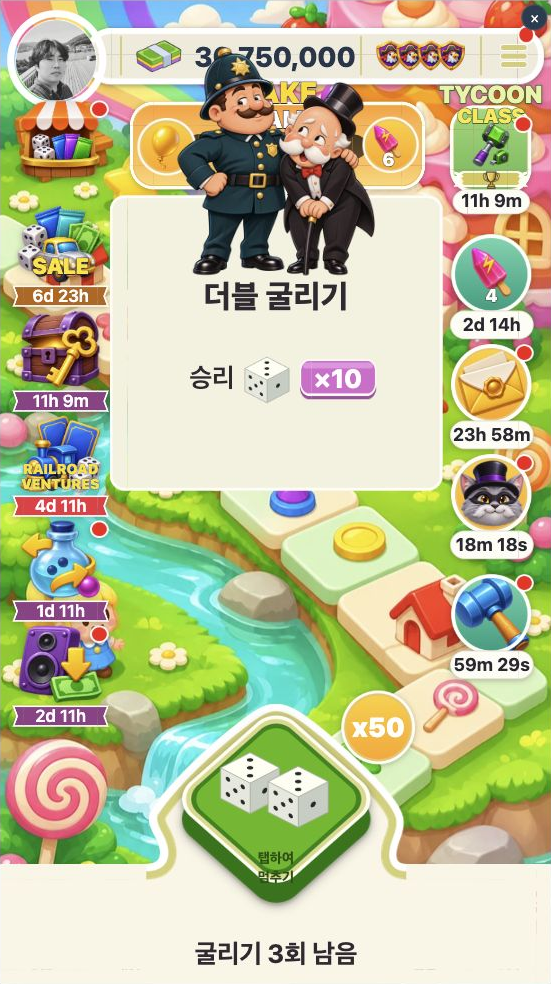 750,000
TYCOON
CLASS
6
11h 9m
SALE
6d 23h
4
2d 14h
더블 굴리기
승리 x10
11h 9m
23h 58m
RAILROAD
VENTURES
4d 11h
18m 18s
1d 11h
59m 29s
2d 11h
x50
탭하여
멈추기
굴리기 3회 남음